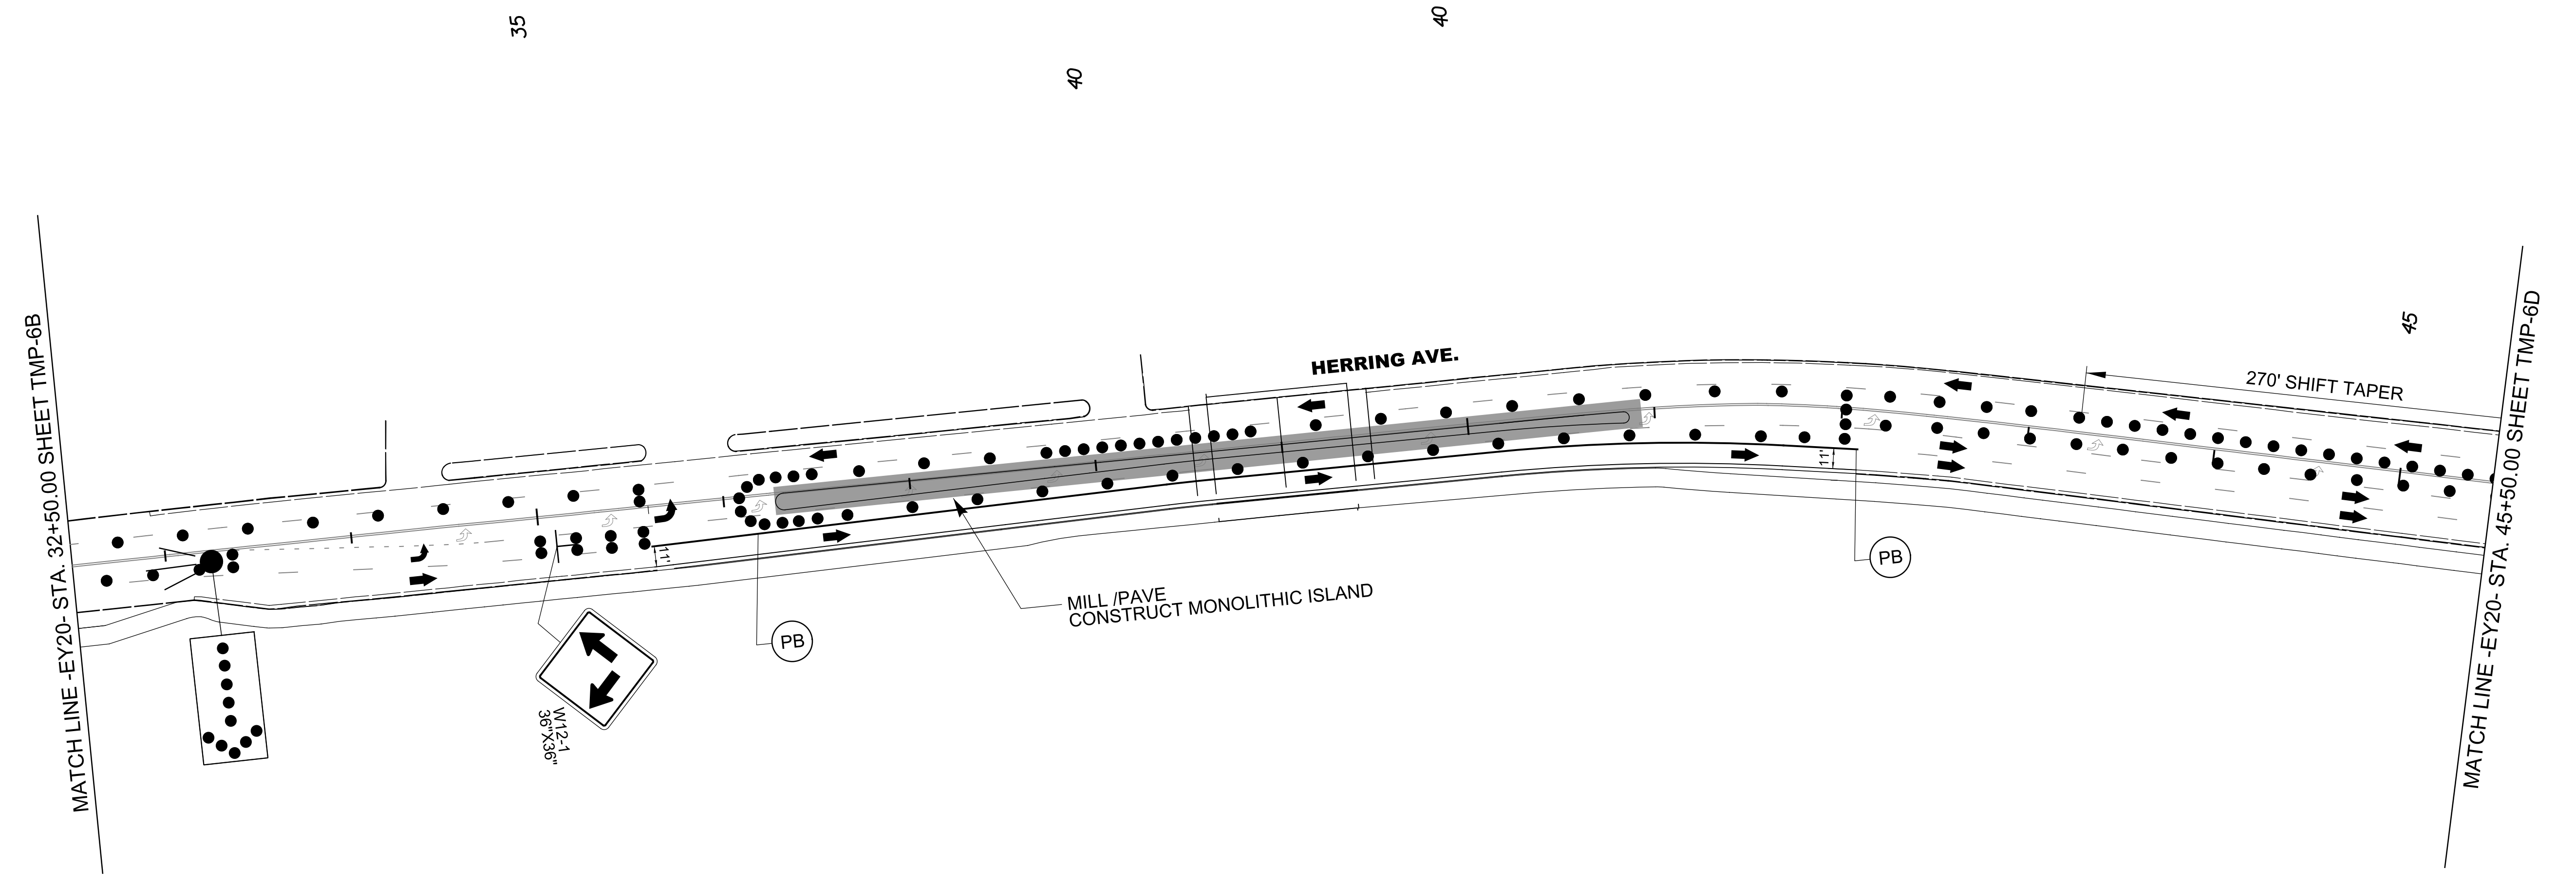 35
40
40
45
MATCH LINE -EY20- STA. 32+50.00 SHEET TMP-6B
HERRING AVE.
270' SHIFT TAPER
MATCH LINE -EY20- STA. 45+50.00 SHEET TMP-6D
11'
11'
MILL /PAVE
CONSTRUCT MONOLITHIC ISLAND
PB
PB
W12-1
36"X36"